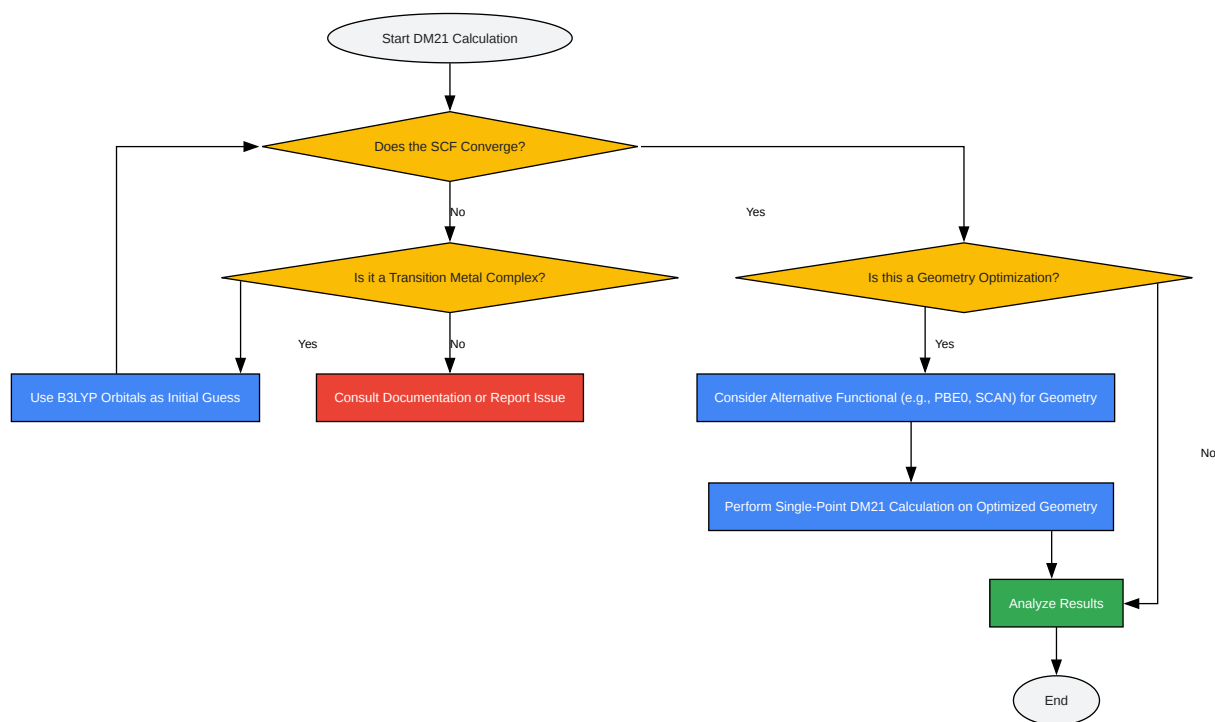 Start DM21 Calculation
Does the SCF Converge?
No
Yes
Is it a Transition Metal Complex?
Is this a Geometry Optimization?
Yes
No
Yes
Use B3LYP Orbitals as Initial Guess
Consult Documentation or Report Issue
Consider Alternative Functional (e.g., PBE0, SCAN) for Geometry
No
Perform Single-Point DM21 Calculation on Optimized Geometry
Analyze Results
End